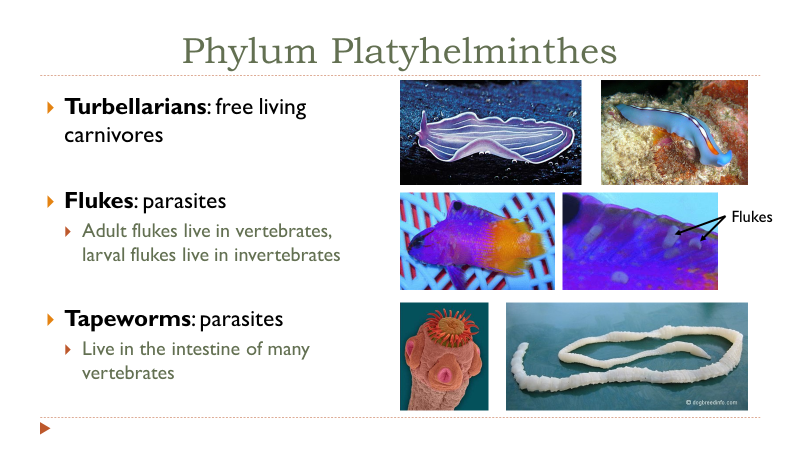 Phylum Platyhelminthes
Turbellarians: free living
carnivores
Flukes: parasites
Adult flukes live in vertebrates,
larval flukes live in invertebrates
Flukes
Tapeworms: parasites
Live in the intestine of many
vertebrates
© dogbreedinfo.com